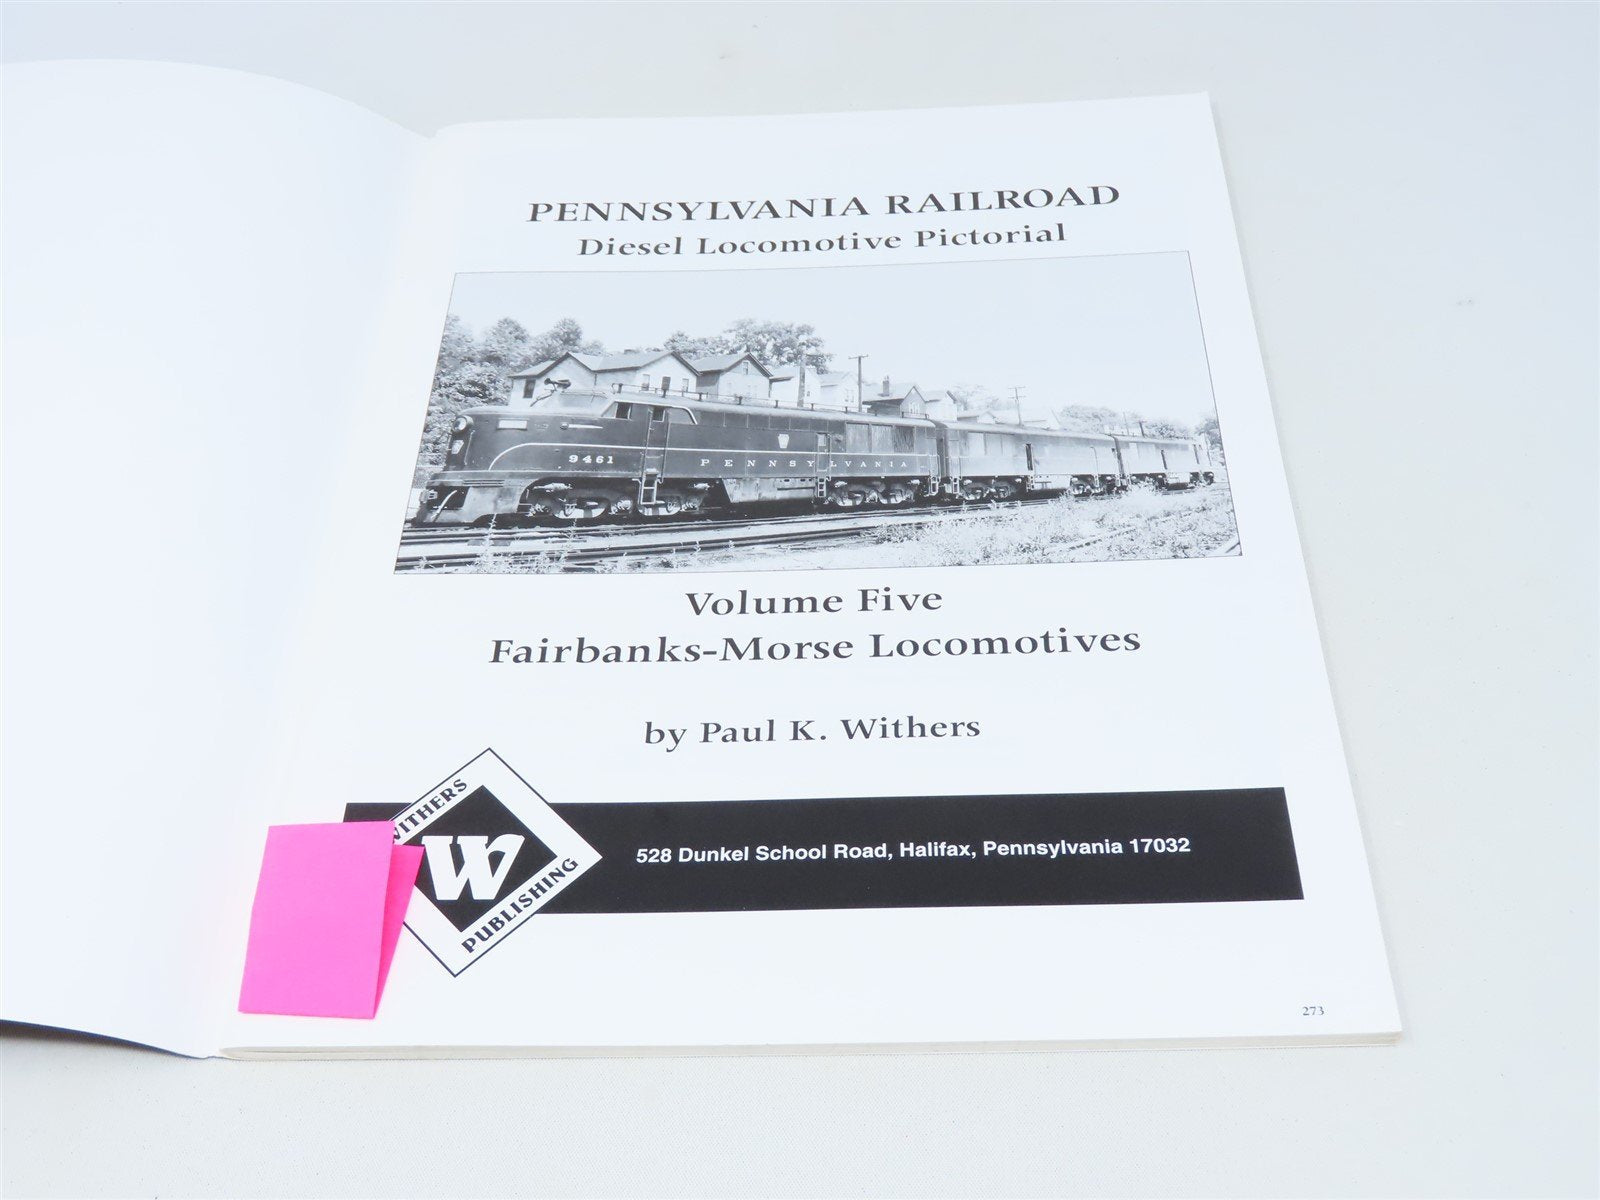 PENNSYLVANIA RAILROAD
Diesel Locomotive Pictorial
9461
PENNSYLVANIA
Volume Five
Fairbanks-Morse Locomotives
by Paul K. Withers
WITHERS
W
PUBLISHING
528 Dunkel School Road, Halifax, Pennsylvania 17032
273